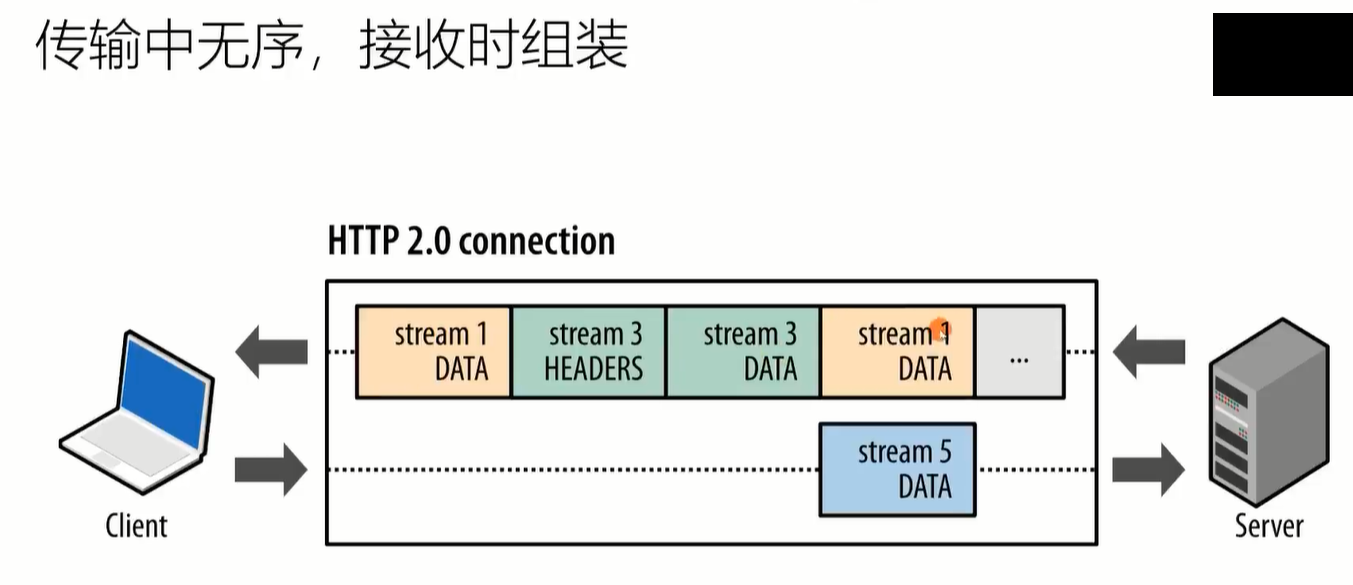 传输中无序，接收时组装
HTTP 2.0 connection
stream 1
DATA
stream 3
HEADERS
stream 3
DATA
stream 1
DATA
...
stream 5
DATA
Client
Server